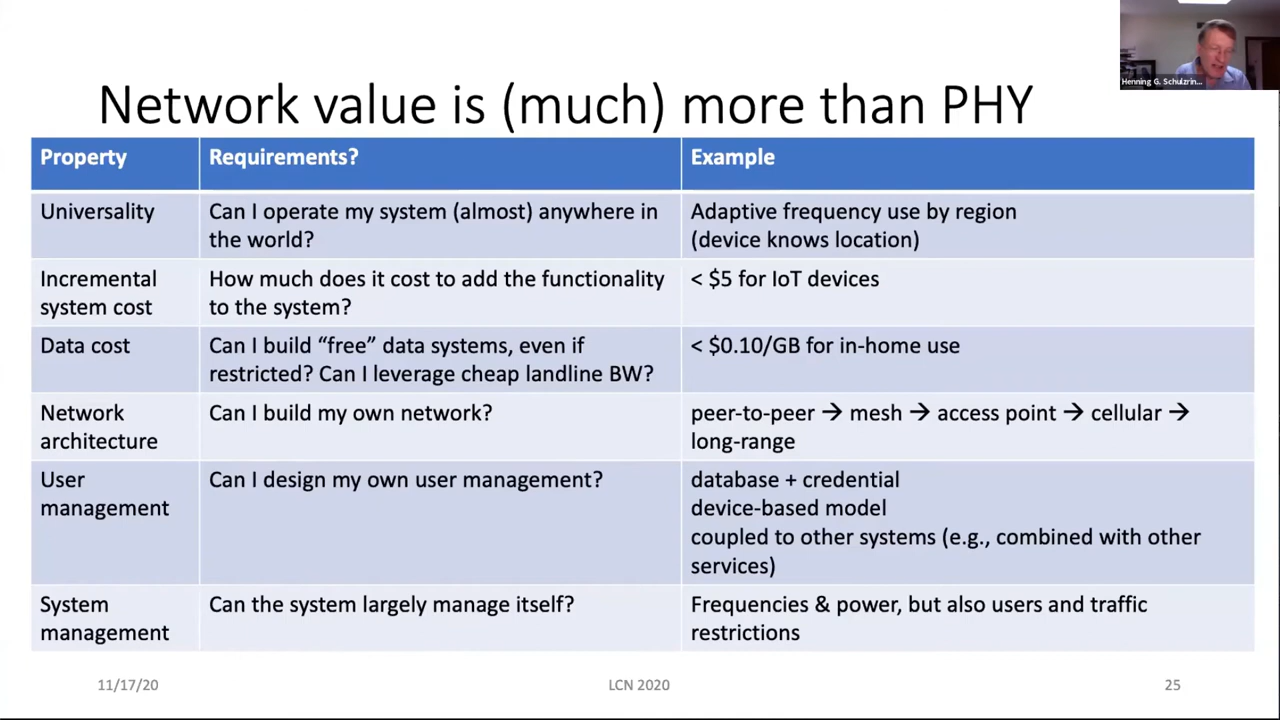 Henning G. Schulzrin...
Network value is (much) more than PHY
Property
Requirements?
Example
Universality
Can I operate my system (almost) anywhere in
the world?
Adaptive frequency use by region
(device knows location)
Incremental
system cost
How much does it cost to add the functionality
to the system?
< $5 for IoT devices
Data cost
Can I build “free” data systems, even if
restricted? Can I leverage cheap landline BW?
< $0.10/GB for in-home use
Network
architecture
Can I build my own network?
peer-to-peer → mesh → access point → cellular →
long-range
User
management
Can I design my own user management?
database + credential
device-based model
coupled to other systems (e.g., combined with other
services)
System
management
Can the system largely manage itself?
Frequencies & power, but also users and traffic
restrictions
11/17/20
LCN 2020
25